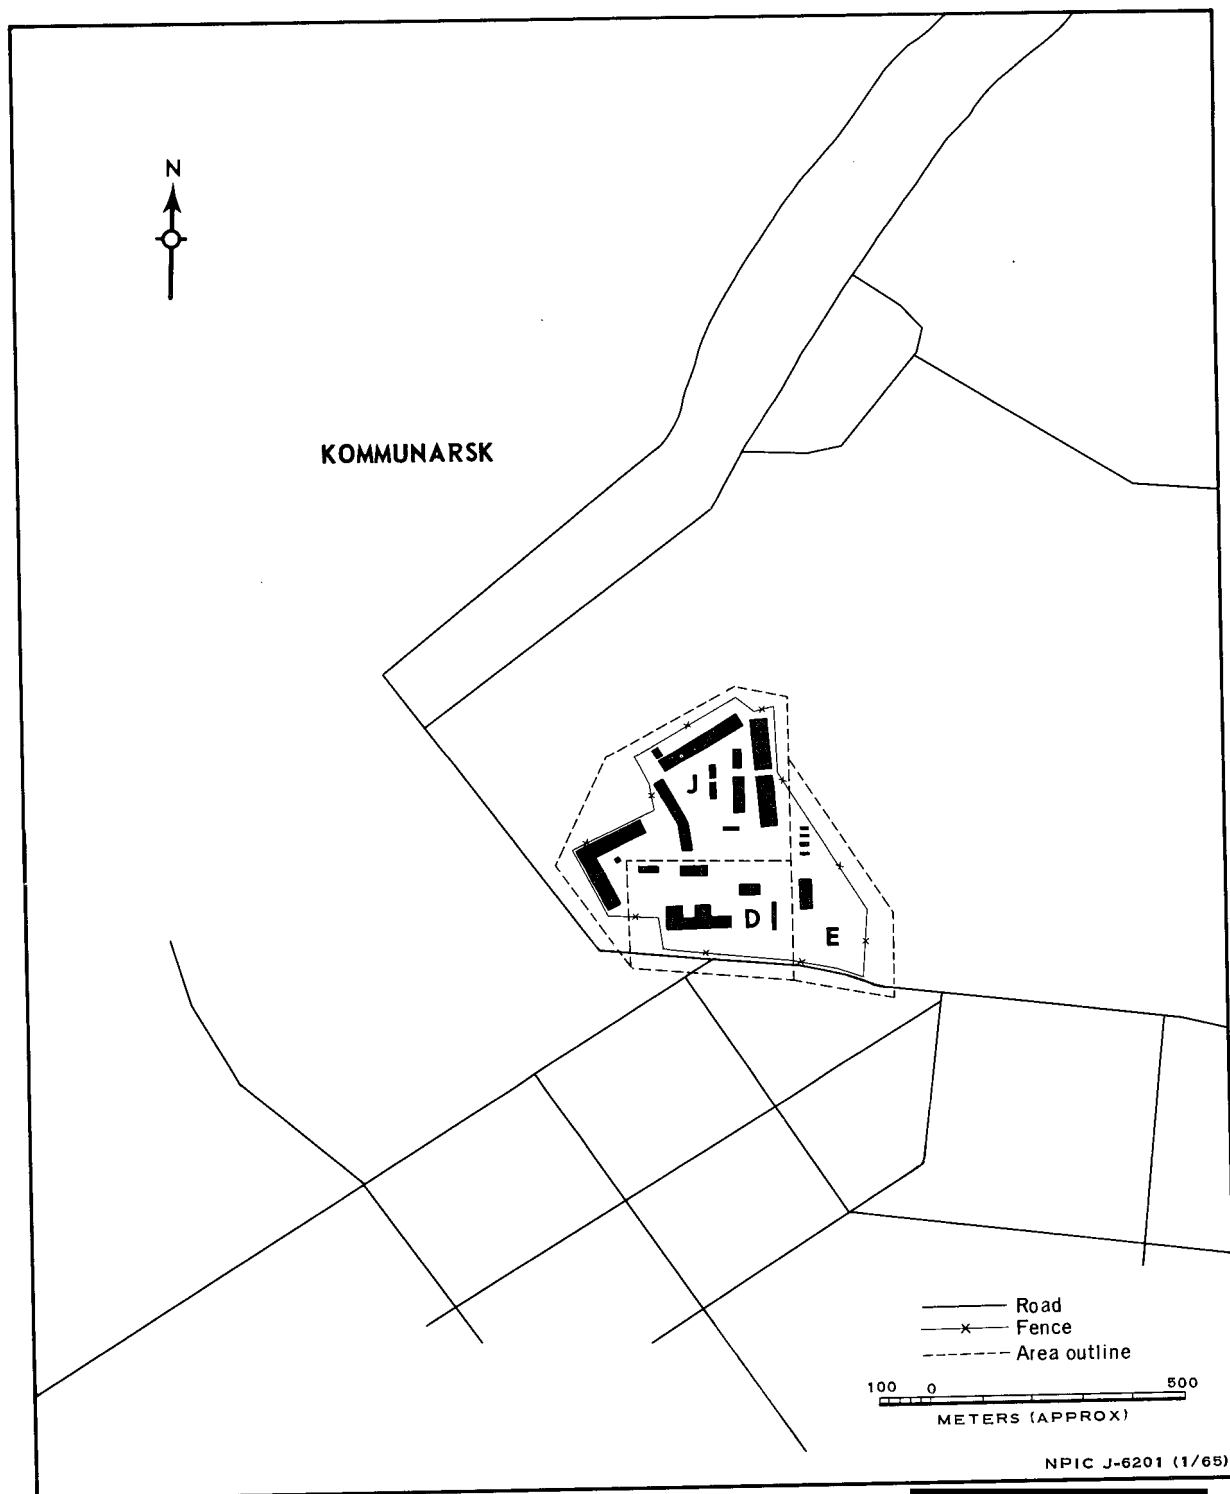 N
KOMMUNARSK
J
D
E
Road
Fence
Area outline
100 0 500
METERS (APPROX)
NPIC J-6201 (1/65)